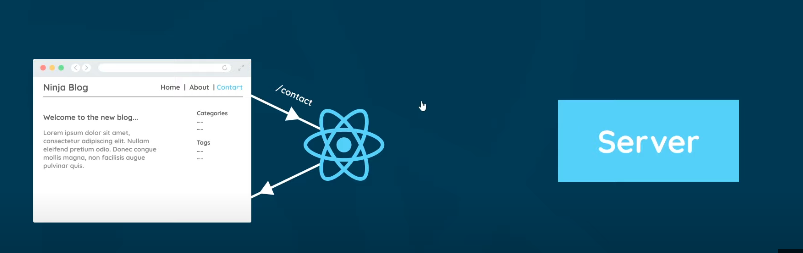 Ninja Blog
Home | About | Contact
/contact
Welcome to the new blog...
Lorem ipsum dolor sit amet,
consectetur adipiscing elit. Nullam
eleifend pretium odio. Donec congue
mollis magna, non facilisis augue
pulvinar quis.
Categories
Tags
Server